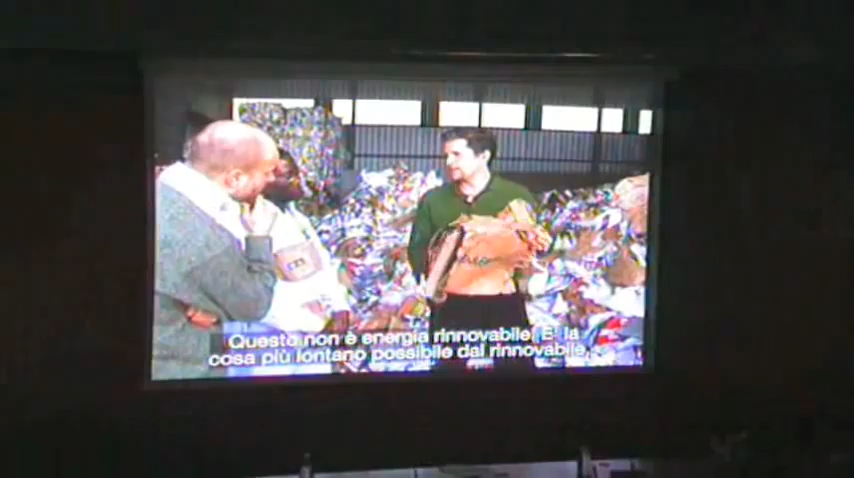 Questo non è energia rinnovabile. E' la
cosa più lontano possibile dal rinnovabile.